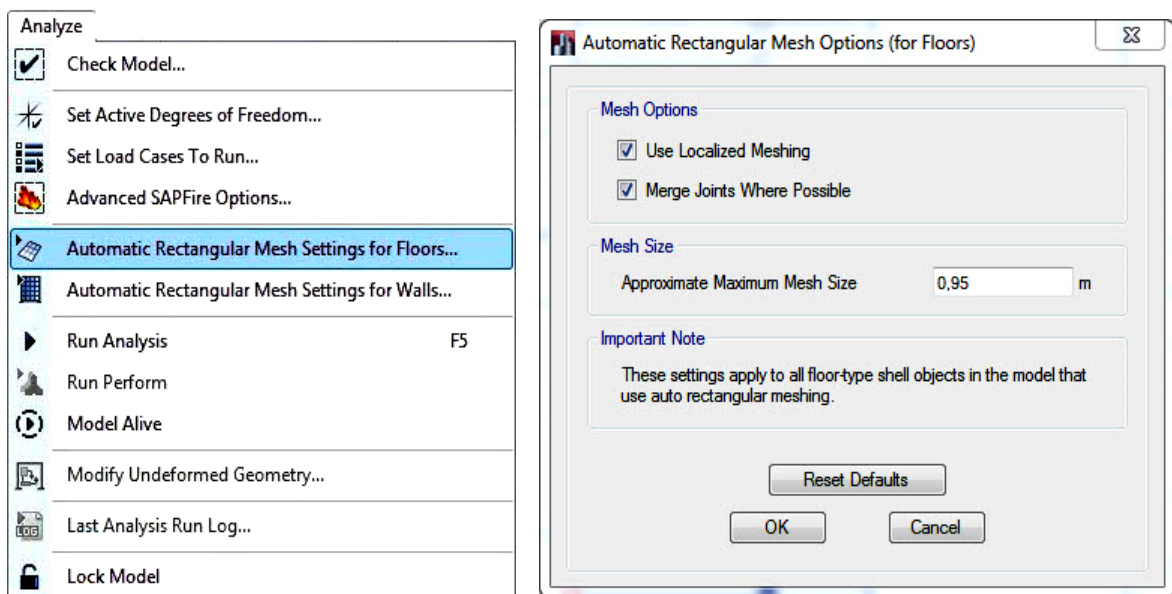 Analyze
Check Model...
Set Active Degrees of Freedom...
Set Load Cases To Run...
Advanced SAPFire Options...
Automatic Rectangular Mesh Settings for Floors...
Automatic Rectangular Mesh Settings for Walls...
Run Analysis F5
Run Perform
Model Alive
Modify Undeformed Geometry...
LOG
Last Analysis Run Log...
Lock Model
Automatic Rectangular Mesh Options (for Floors)
Mesh Options
Use Localized Meshing
Merge Joints Where Possible
Mesh Size
Approximate Maximum Mesh Size 0,95 m
Important Note
These settings apply to all floor-type shell objects in the model that
use auto rectangular meshing.
Reset Defaults
OK Cancel